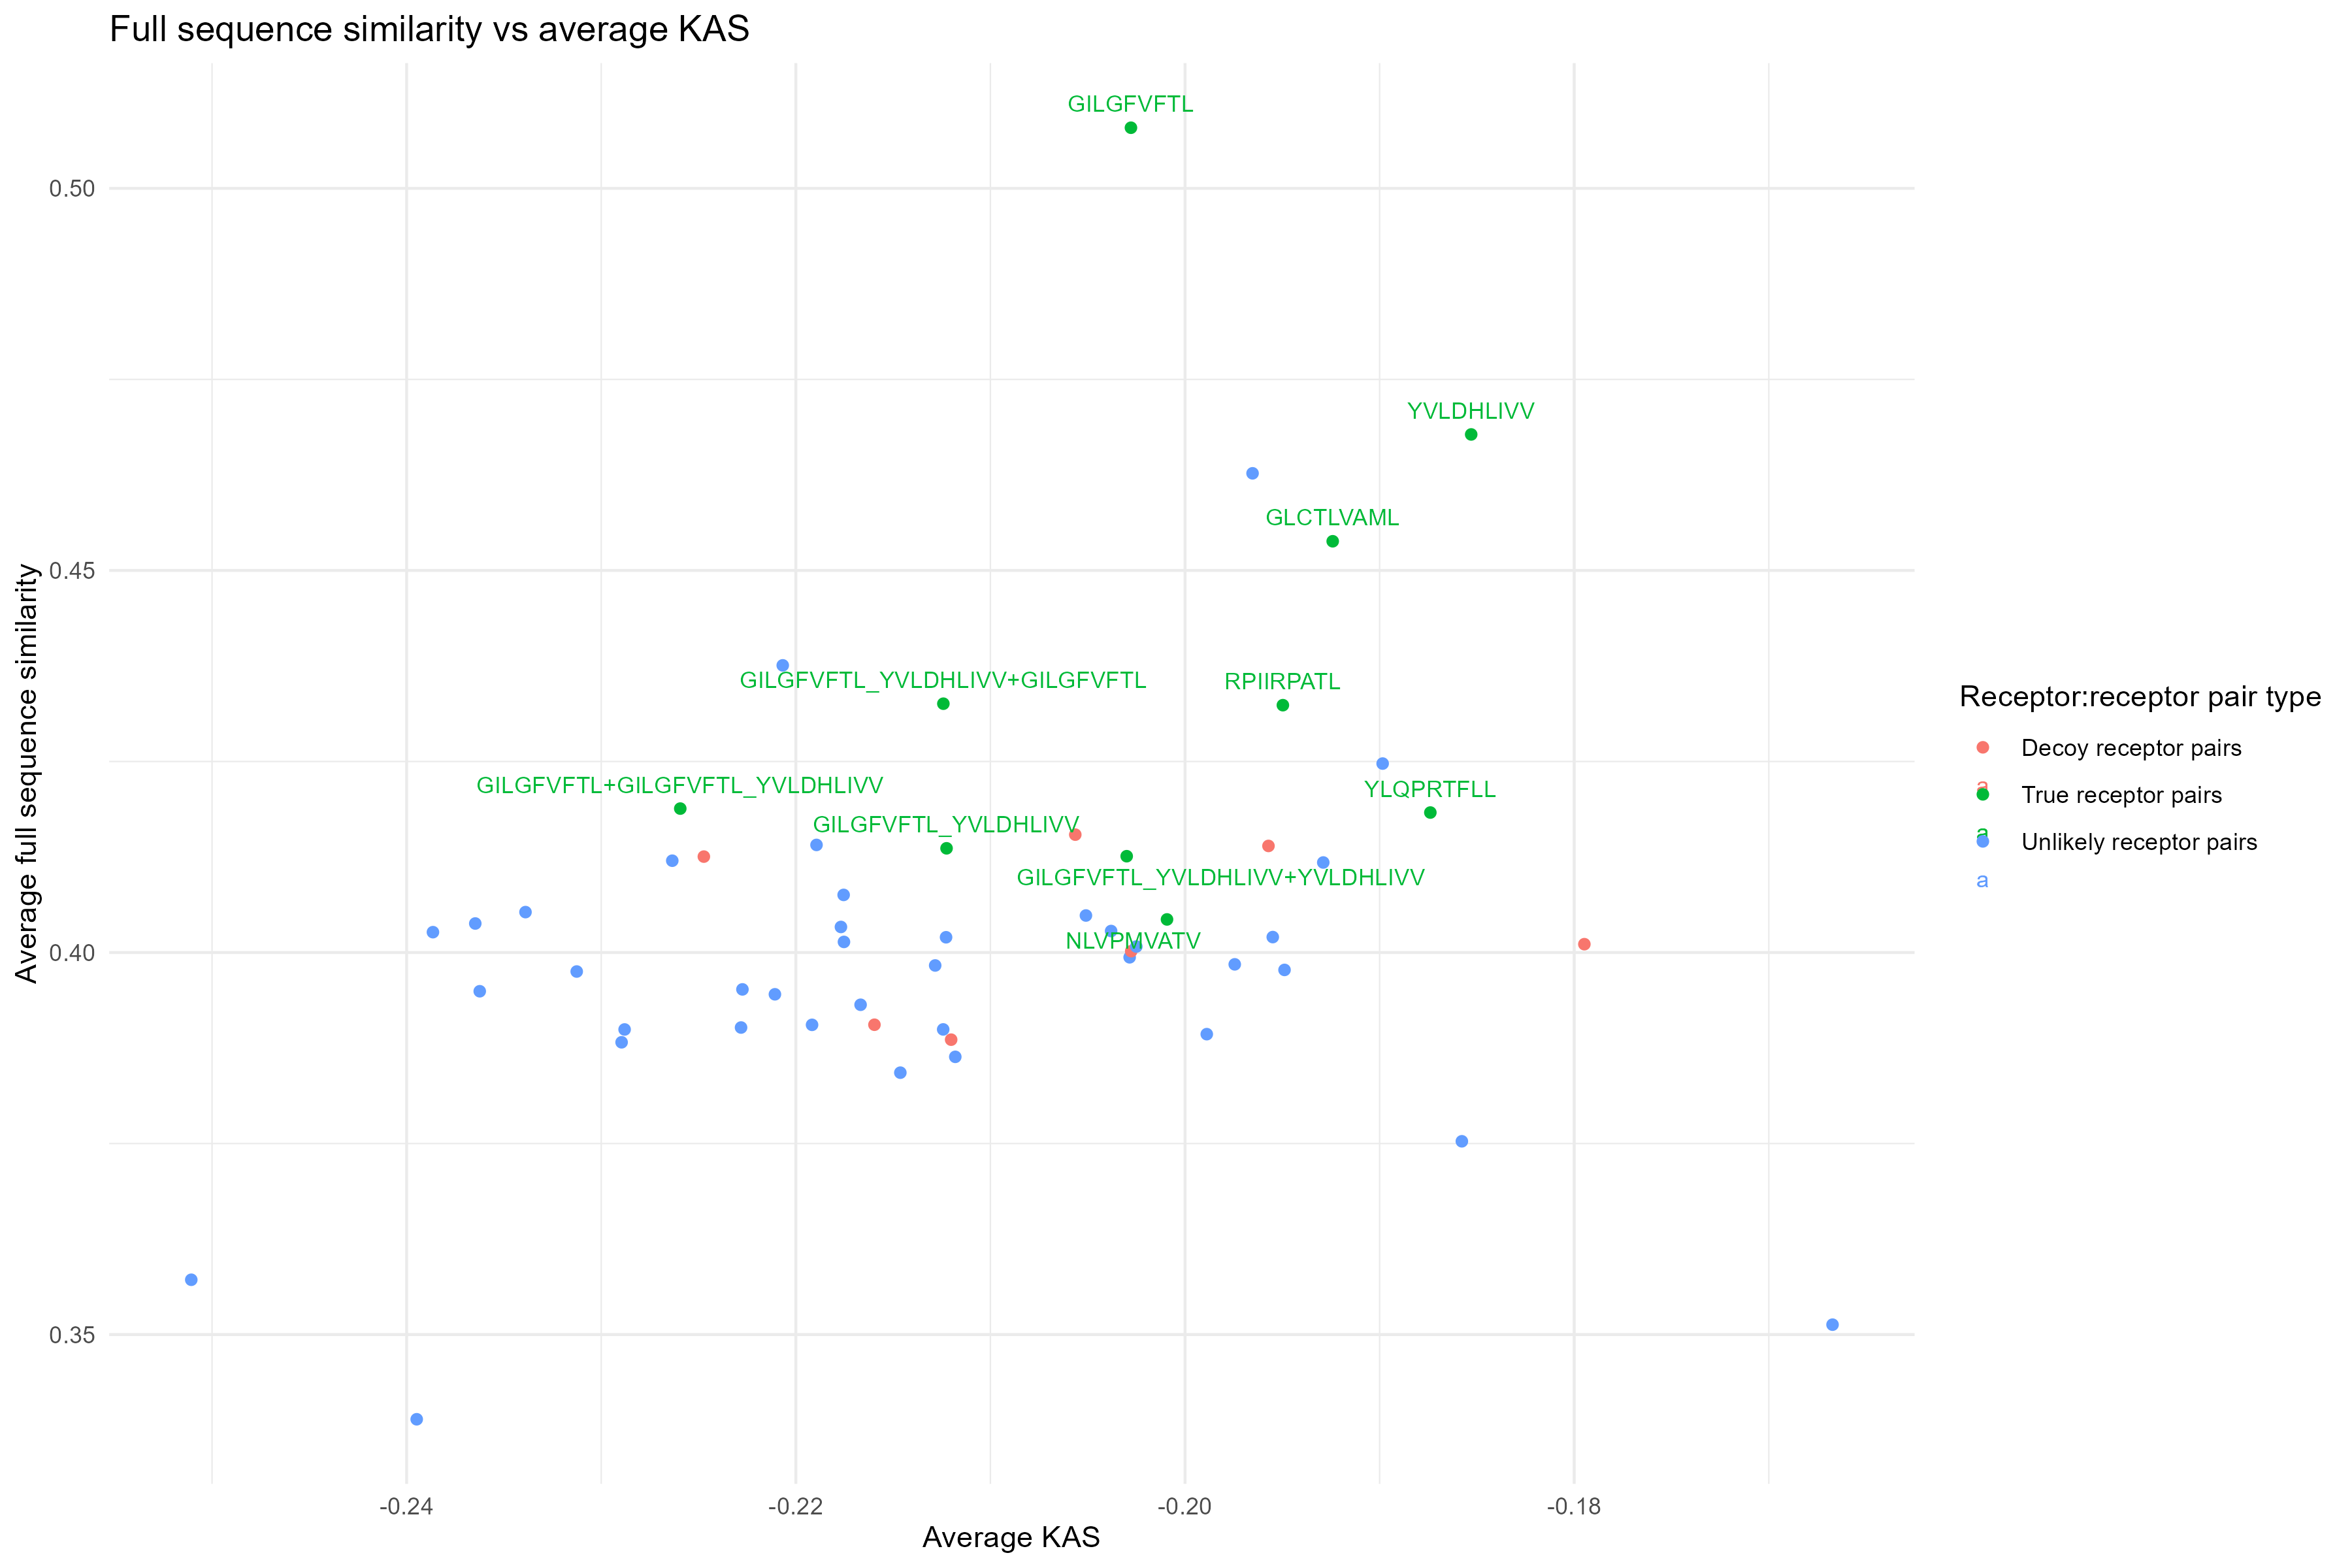 Full sequence similarity vs average KAS
GILGFVFTL
0.50
YVLDHLIVV
GLCTLVAML
0.45
GILGFVFTL_YVLDHLIVV+GILGFVFTL
RPIIRPATL
GILGFVFTL+GILGFVFTL_YVLDHLIVV
YLQPRTFLL
GILGFVFTL_YVLDHLIVV
GILGFVFTL_YVLDHLIVV+YVLDHLIVV
NLVPMVATV
0.40
0.35
Average full sequence similarity
-0.24
-0.22
-0.20
-0.18
Average KAS
Receptor:receptor pair type
Decoy receptor pairs
a
True receptor pairs
a
Unlikely receptor pairs
a